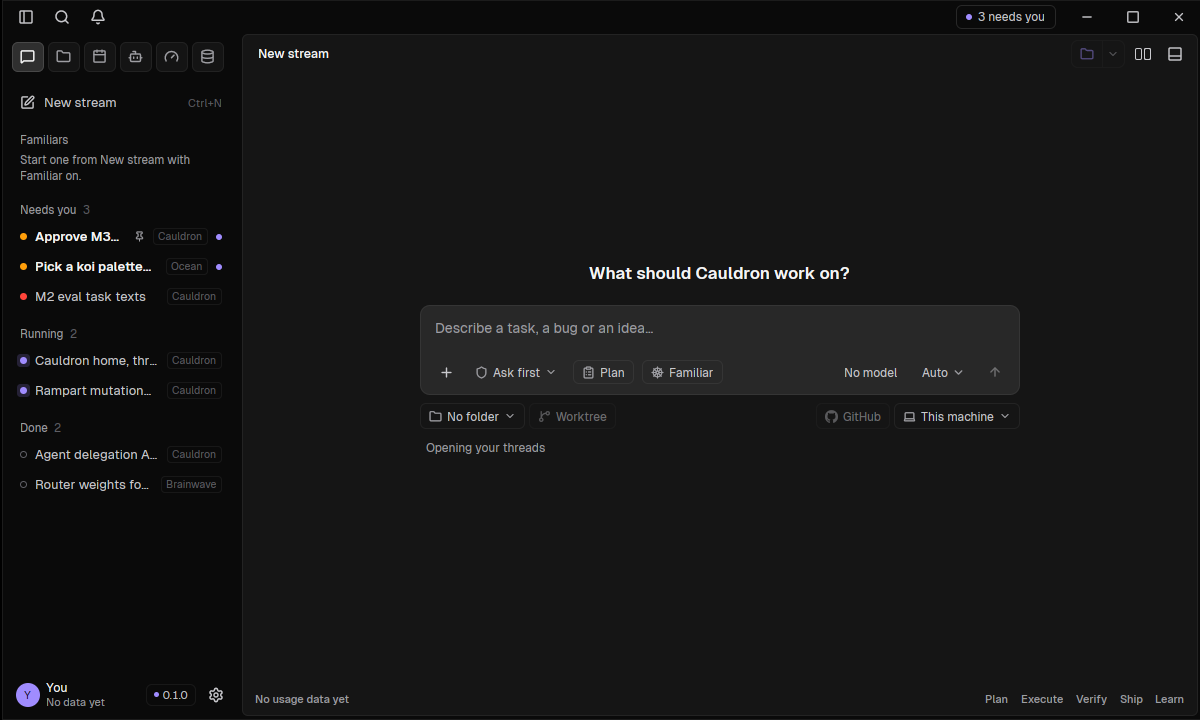 3 needs you
New stream
New stream
Ctrl+N
Familiars
Start one from New stream with
Familiar on.
Needs you 3
Approve M3... Cauldron
Pick a koi palette... Ocean
M2 eval task texts Cauldron
Running 2
Cauldron home, thr... Cauldron
Rampart mutation... Cauldron
Done 2
Agent delegation A... Cauldron
Router weights fo... Brainwave
What should Cauldron work on?
Describe a task, a bug or an idea...
Ask first Plan Familiar No model Auto
No folder Worktree GitHub This machine
Opening your threads
Y You
No data yet
0.1.0
No usage data yet
Plan Execute Verify Ship Learn